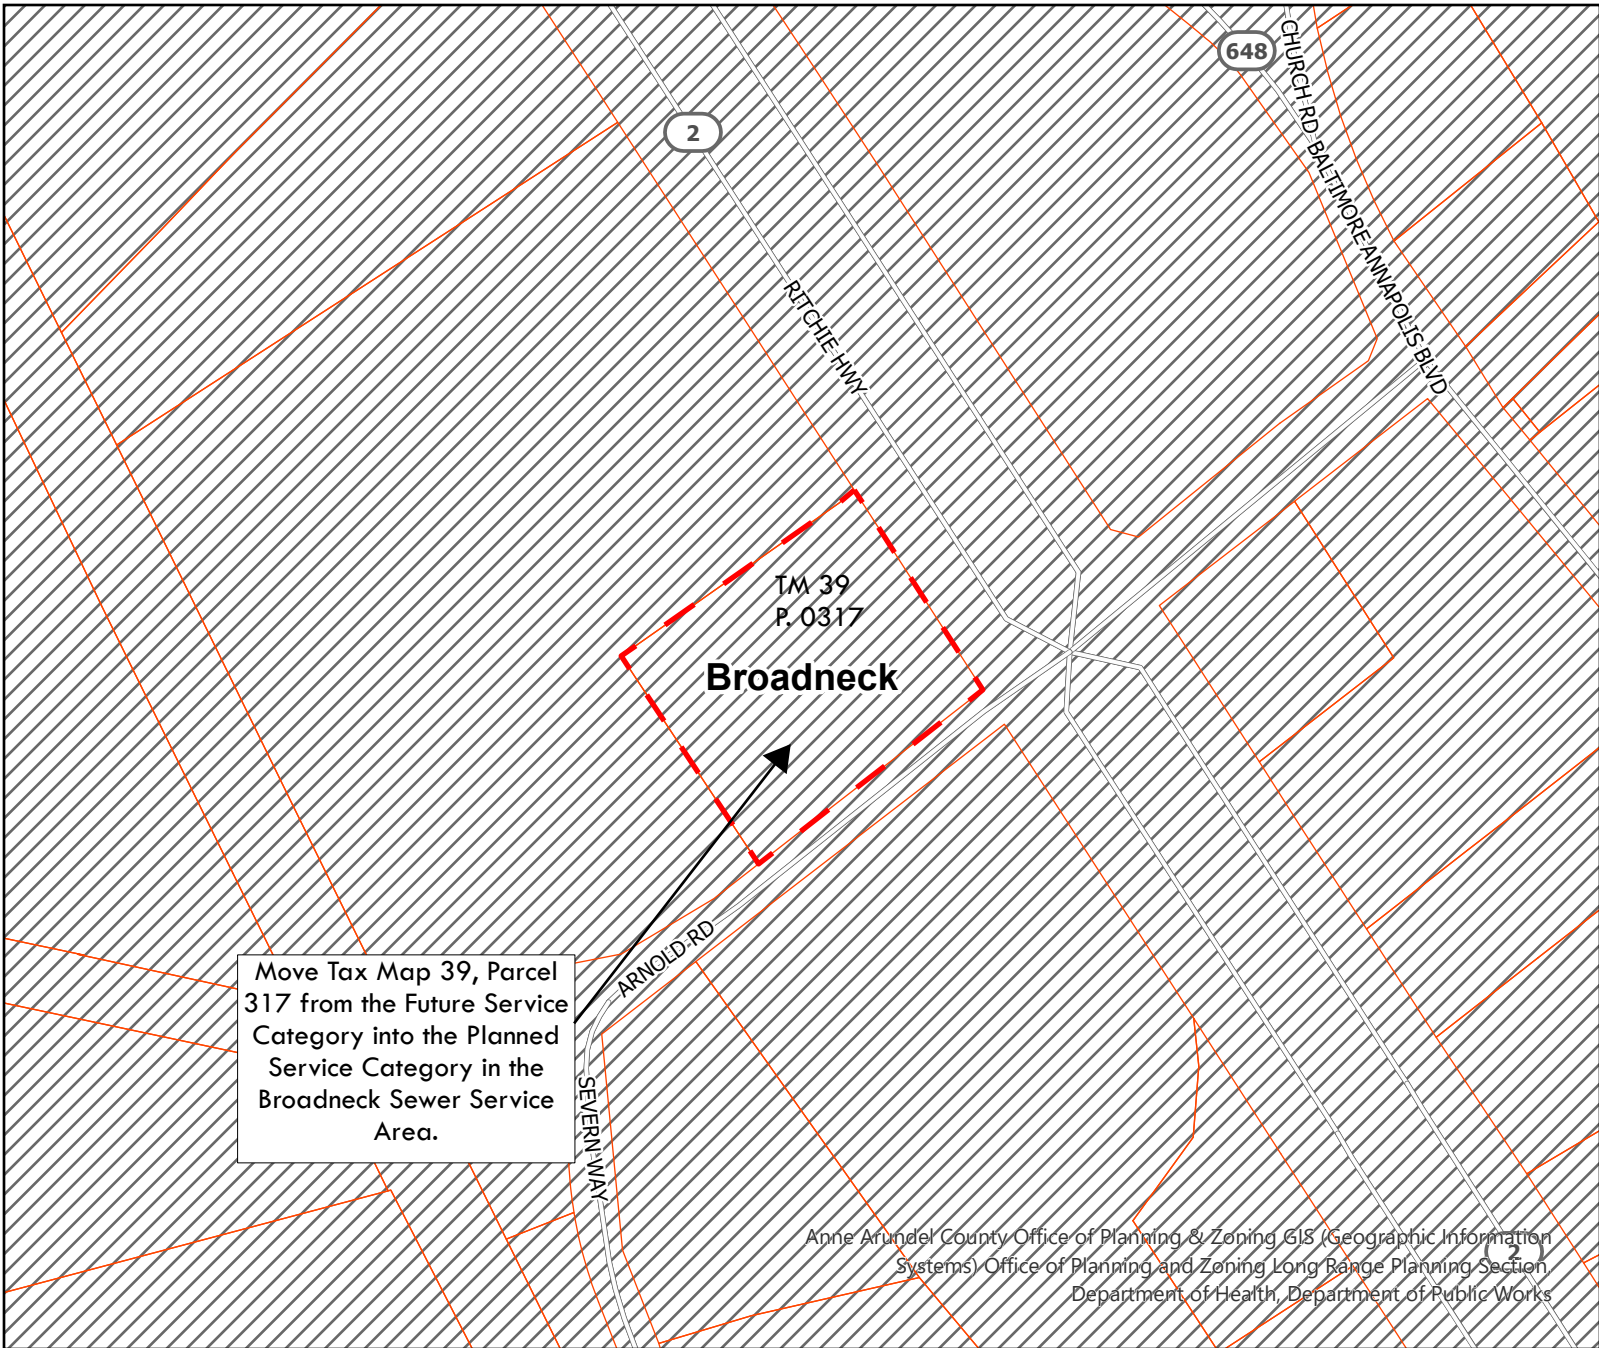 648
CHURCH RD BALTIMORE ANNAPOLIS BLVD
2
RITCHIE HWY
TM 39
P. 0317
Broadneck
ARNOLD RD
Move Tax Map 39, Parcel
317 from the Future Service
Category into the Planned
Service Category in the
Broadneck Sewer Service
Area.
SEVERN WAY
Anne Arundel County Office of Planning & Zoning GIS (Geographic Information
Systems) Office of Planning and Zoning Long Range Planning Section,
Department of Health, Department of Public Works
2